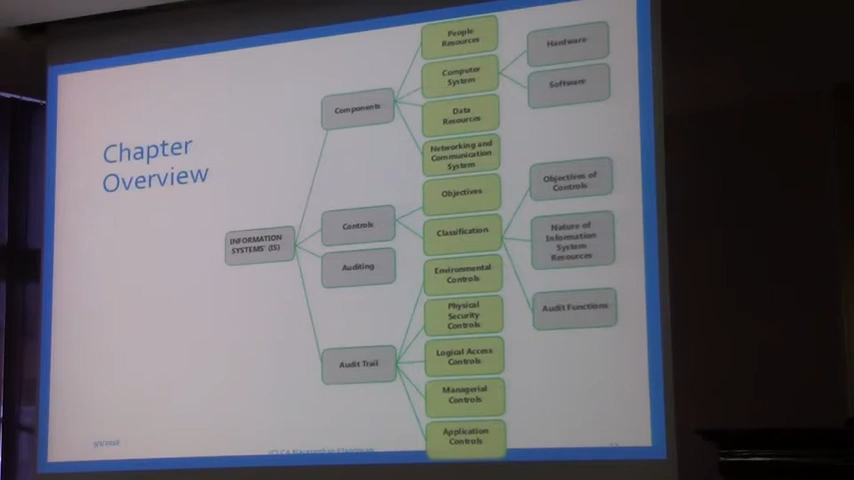 Chapter
Overview
INFORMATION
SYSTEMS' (IS)
Components
Controls
Auditing
Audit Trail
People
Resources
Computer
System
Data
Resources
Networking and
Communication
System
Objectives
Classification
Environmental
Controls
Physical
Security
Controls
Logical Access
Controls
Managerial
Controls
Application
Controls
Hardware
Software
Objectives of
Controls
Nature of
Information
System
Resources
Audit Functions